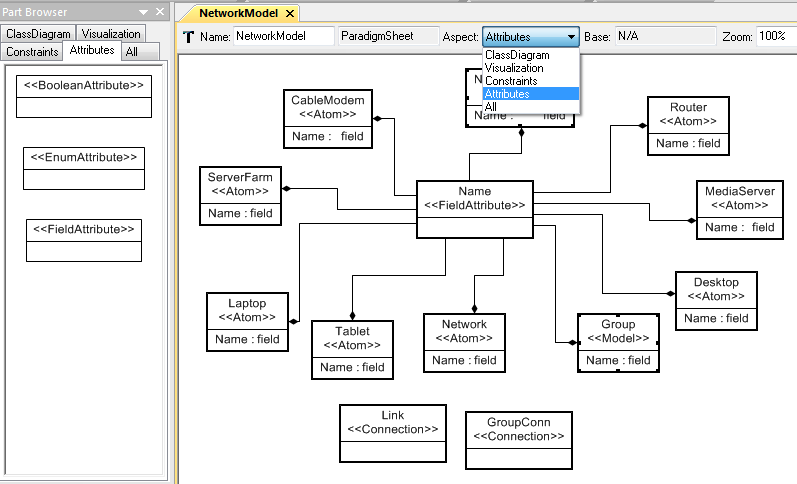 Part Browser
ClassDiagram Visualization
Constraints Attributes All
<<BooleanAttribute>>
<<EnumAttribute>>
<<FieldAttribute>>
NetworkModel
Name: NetworkModel ParadigmSheet Aspect: Attributes Base: N/A Zoom: 100%
ClassDiagram
Visualization
Constraints
Attributes
All
N
Name : field
CableModem
<<Atom>>
Name : field
Router
<<Atom>>
Name : field
ServerFarm
<<Atom>>
Name : field
Name
<<FieldAttribute>>
MediaServer
<<Atom>>
Name : field
Laptop
<<Atom>>
Name : field
Tablet
<<Atom>>
Name : field
Network
<<Atom>>
Name : field
Group
<<Model>>
Name : field
Desktop
<<Atom>>
Name : field
Link
<<Connection>>
GroupConn
<<Connection>>